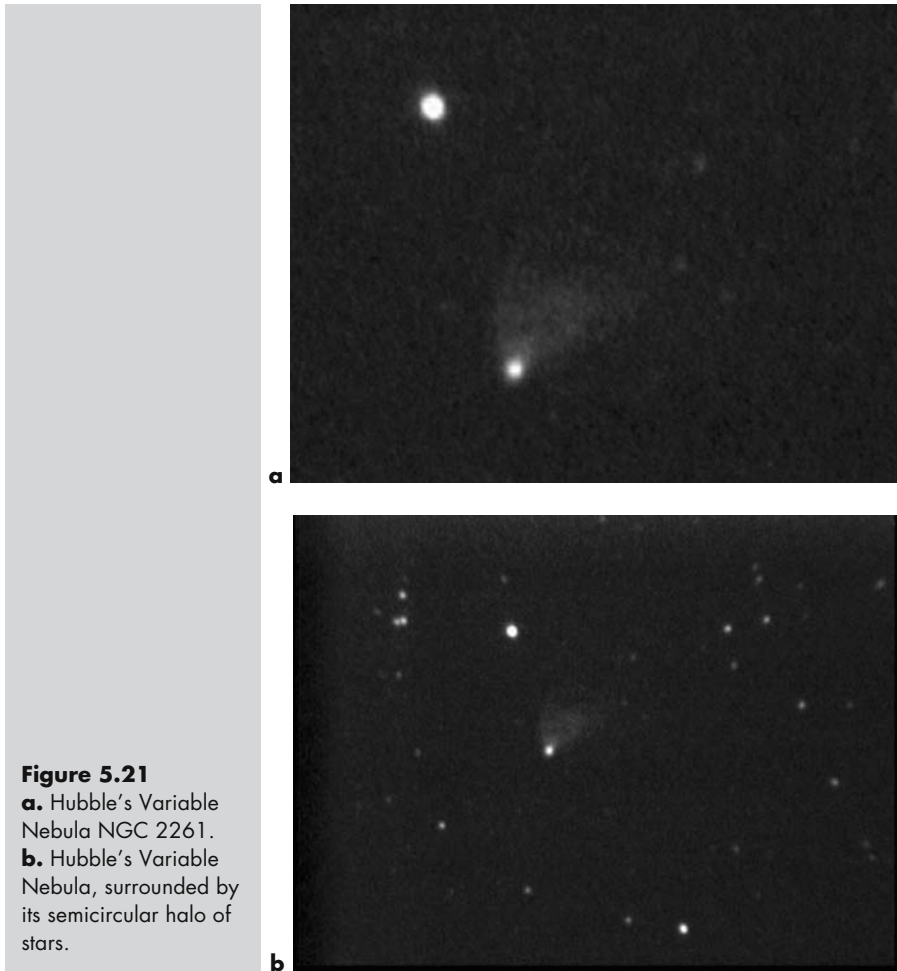 a
Figure 5.21
a. Hubble's Variable
Nebula NGC 2261.
b. Hubble's Variable
Nebula, surrounded by
its semicircular halo of
stars.
b